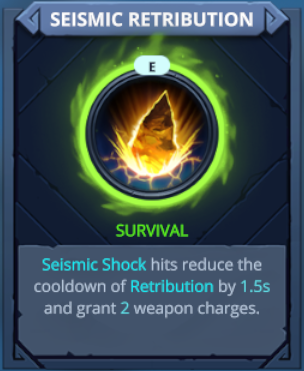 SEISMIC RETRIBUTION
E
SURVIVAL
Seismic Shock hits reduce the
cooldown of Retribution by 1.5s
and grant 2 weapon charges.